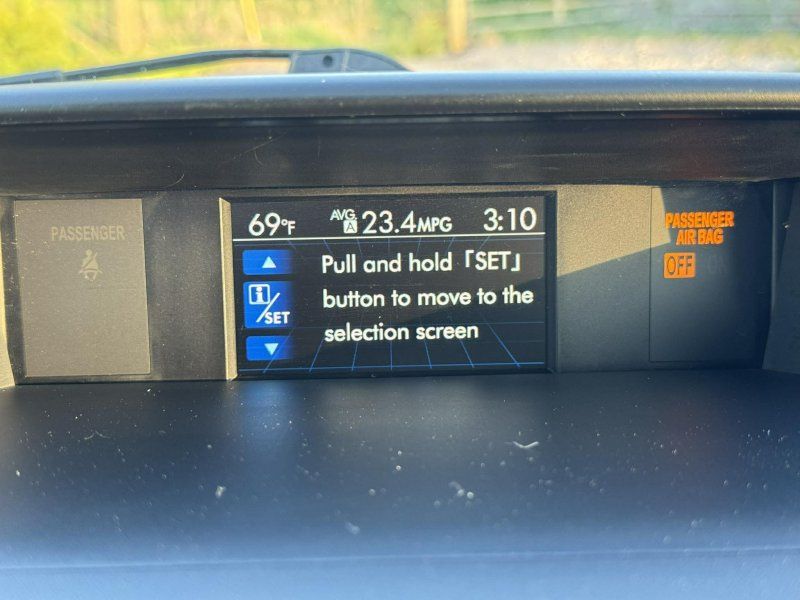 PASSENGER
69°F AVG. A 23.4MPG 3:10
Pull and hold「SET」
button to move to the
selection screen
i/SET
PASSENGER
AIR BAG
OFF